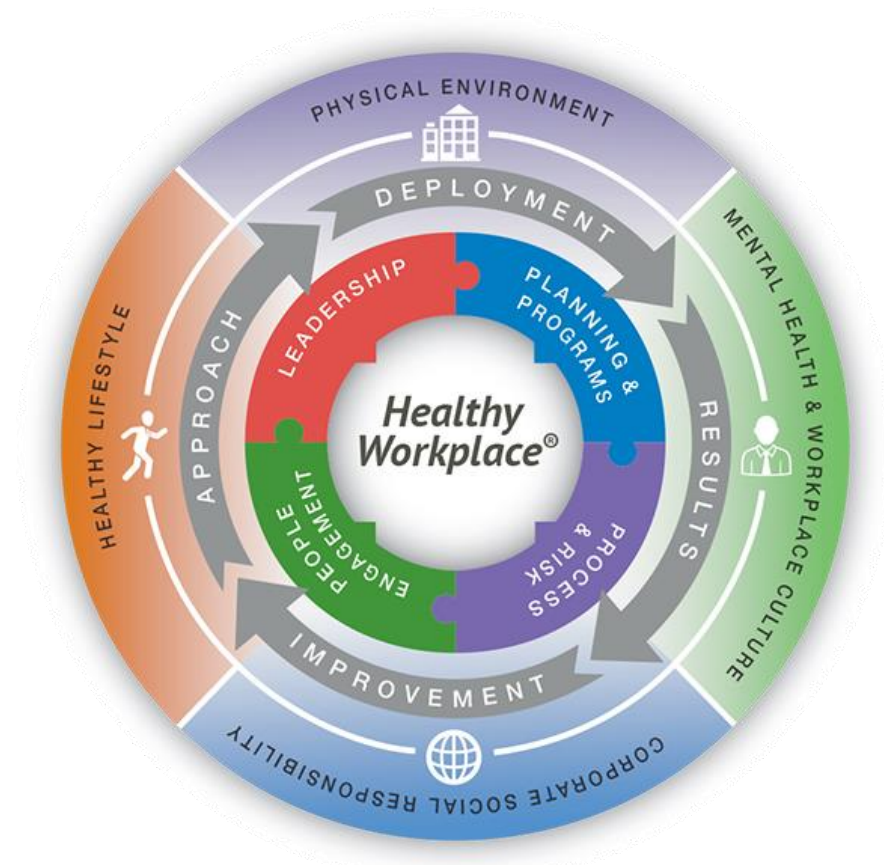 PHYSICAL ENVIRONMENT
MENTAL HEALTH & WORKPLACE CULTURE
CORPORATE SOCIAL RESPONSIBILITY
HEALTHY LIFESTYLE
DEPLOYMENT
RESULTS
IMPROVEMENT
APPROACH
LEADERSHIP
PLANNING &
PROGRAMS
PROCESS
& RISK
PEOPLE
ENGAGEMENT
Healthy
Workplace®